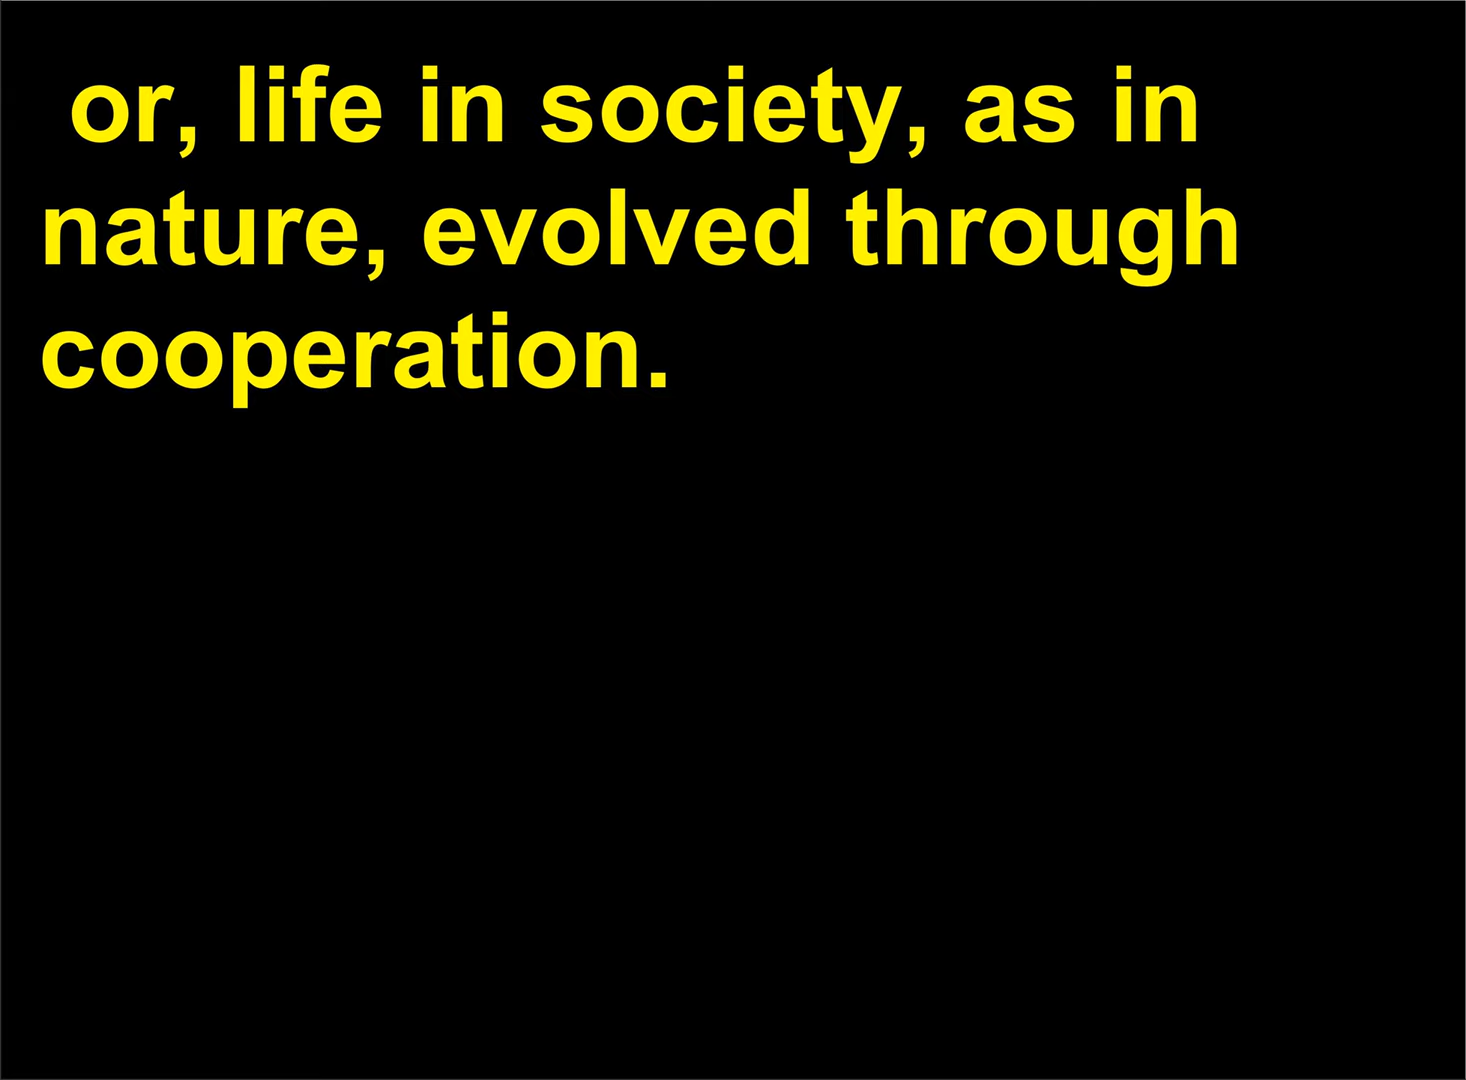 or, life in society, as in
nature, evolved through
cooperation.